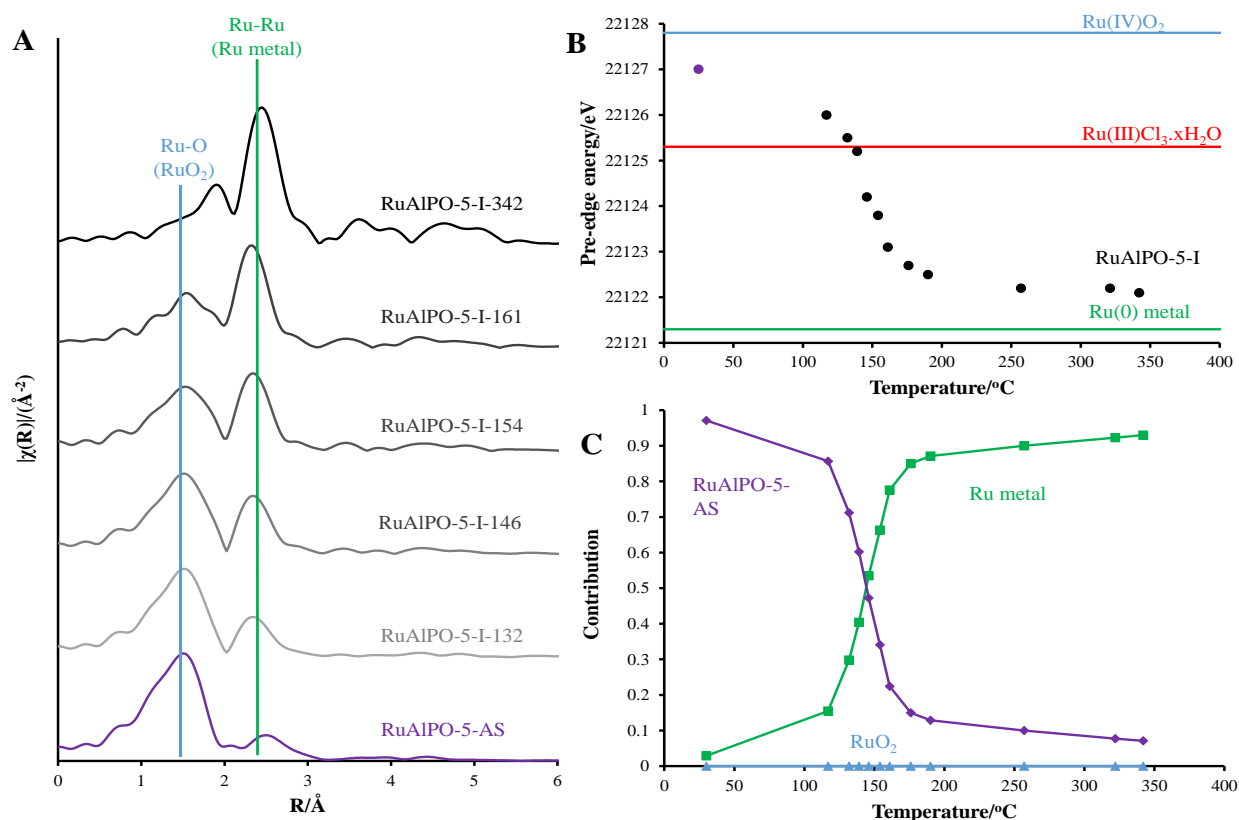 A
Ru-Ru
(Ru metal)
Ru-O
(RuO₂)
RuAlPO-5-I-342
RuAlPO-5-I-161
RuAlPO-5-I-154
RuAlPO-5-I-146
RuAlPO-5-I-132
RuAlPO-5-AS
|χ(R)|/(Å⁻²)
0 1 2 3 4 5 6
R/Å
B
22128
22127
22126
22125
22124
22123
22122
22121
Pre-edge energy/eV
Ru(IV)O₂
Ru(III)Cl₃.xH₂O
RuAlPO-5-I
Ru(0) metal
0 50 100 150 200 250 300 350 400
Temperature/°C
C
1
0.9
0.8
0.7
0.6
0.5
0.4
0.3
0.2
0.1
0
Contribution
RuAlPO-5-
AS
Ru metal
RuO₂
0 50 100 150 200 250 300 350 400
Temperature/°C